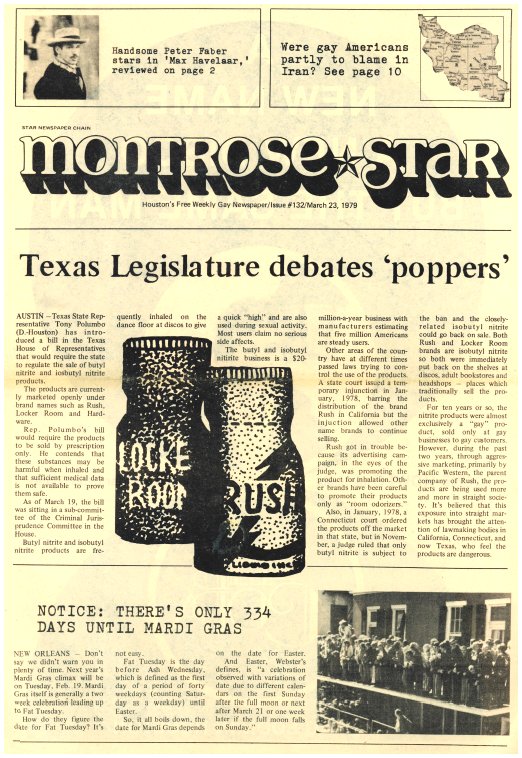 Handsome Peter Faber
stars in 'Max Havelaar,'
reviewed on page 2
Were gay Americans
partly to blame in
Iran? See page 10
STAR NEWSPAPER CHAIN
MONTROSE STAR
Houston's Free Weekly Gay Newspaper/Issue #132/March 23, 1979
Texas Legislature debates 'poppers'
AUSTIN – Texas State Rep-
resentative Tony Polumbo
(D.-Houston) has intro-
duced a bill in the Texas
House of Representatives
that would require the state
to regulate the sale of butyl
nitrite and isobutyl nitrite
products.
The products are current-
ly marketed openly under
brand names such as Rush,
Locker Room and Hard-
ware.
Rep. Polumbo's bill
would require the products
to be sold by prescription
only. He contends that
these substances may be
harmful when inhaled and
that sufficient medical data
is not available to prove
them safe.
As of March 19, the bill
was sitting in a sub-commit-
tee of the Criminal Juris-
prudence Committee in the
House.
Butyl nitrite and isobutyl
nitrite products are fre-
quently inhaled on the
dance floor at discos to give
a quick "high" and are also
used during sexual activity.
Most users claim no serious
side affects.
The butyl and isobutyl
nitirite business is a $20-
million-a-year business with
manufacturers estimating
that five million Americans
are steady users.
Other areas of the coun-
try have at different times
passed laws trying to con-
trol the use of the products.
A state court issued a tem-
porary injunction in Jan-
uary, 1978, barring the
distribution of the brand
Rush in California but the
injunction allowed other
name brands to continue
selling.
Rush got in trouble be-
cause its advertising cam-
paign, in the eyes of the
judge, was promoting the
product for inhalation. Oth-
er brands have been careful
to promote their products
only as "room odorizers."
Also, in January, 1978, a
Connecticut court ordered
the products off the market
in that state, but in Novem-
ber, a judge ruled that only
butyl nitrite is subject to
the ban and the closely-
related isobutyl nitrite
could go back on sale. Both
Rush and Locker Room
brands are isobutyl nitrite
so both were immediately
put back on the shelves at
discos, adult bookstores and
headshops – places which
traditionally sell the pro-
ducts.
For ten years or so, the
nitrite products were almost
exclusively a "gay" pro-
duct, sold only at gay
businesses to gay customers.
However, during the past
two years, through aggres-
sive marketing, primarily by
Pacific Western, the parent
company of Rush, the pro-
ducts are being used more
and more in straight socie-
ty. It's believed that this
exposure into straight mar-
kets has brought the atten-
tion of lawmaking bodies in
California, Connecticut, and
now Texas, who feel the
products are dangerous.
LOCKE
ROOM
RUSH
NOTICE: THERE'S ONLY 334
DAYS UNTIL MARDI GRAS
NEW ORLEANS – Don't
say we didn't warn you in
plenty of time. Next year's
Mardi Gras climax will be
on Tuesday, Feb. 19. Mardi
Gras itself is generally a two
week celebration leading up
to Fat Tuesday.
How do they figure the
date for Fat Tuesday? It's
not easy.
Fat Tuesday is the day
before Ash Wednesday,
which is defined as the first
day of a period of forty
weekdays (counting Satur-
day as a weekday) until
Easter.
So, it all boils down, the
date for Mardi Gras depends
on the date for Easter.
And Easter, Webster's
defines, is "a celebration
observed with variations of
date due to different calen-
dars on the first Sunday
after the full moon or next
after March 21 or one week
later if the full moon falls
on Sunday."